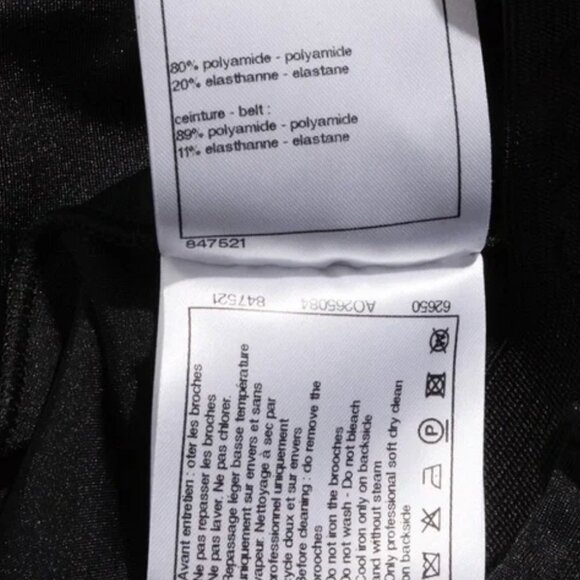 80% polyamide - polyamide
20% elasthanne - elastane
ceinture - belt :
89% polyamide - polyamide
11% elasthanne - elastane
847521
847521 AO265084 62650
Avant entretien : oter les broches
Ne pas repasser les broches
Ne pas laver. Ne pas chlorer.
Repassage léger basse température
uniquement sur envers et sans
vapeur. Nettoyage à sec par
professionnel uniquement
cycle doux et sur envers
Before cleaning : do remove the
brooches
Do not iron the brooches
Do not wash - Do not bleach
Cool iron only on backside
And without steam
Only professional soft dry clean
on backside
P